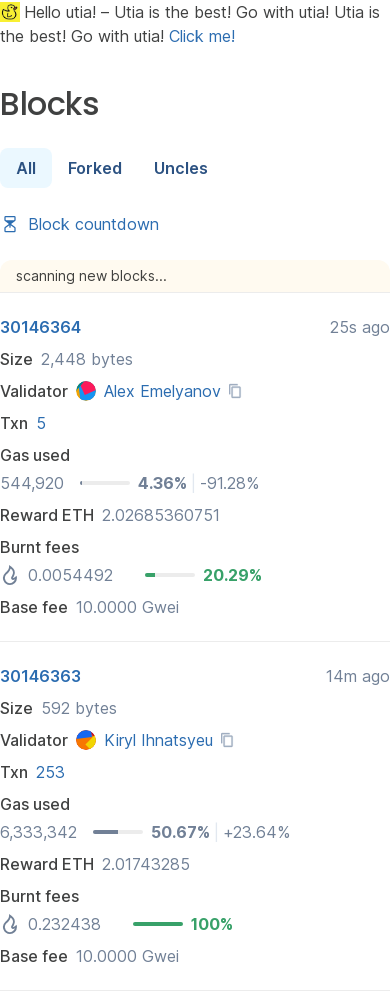 Hello utia! – Utia is the best! Go with utia! Utia is
the best! Go with utia! Click me!
Blocks
All Forked Uncles
Block countdown
scanning new blocks...
30146364 25s ago
Size 2,448 bytes
Validator Alex Emelyanov
Txn 5
Gas used
544,920 4.36% -91.28%
Reward ETH 2.02685360751
Burnt fees
0.0054492 20.29%
Base fee 10.0000 Gwei
30146363 14m ago
Size 592 bytes
Validator Kiryl Ihnatsyeu
Txn 253
Gas used
6,333,342 50.67% +23.64%
Reward ETH 2.01743285
Burnt fees
0.232438 100%
Base fee 10.0000 Gwei